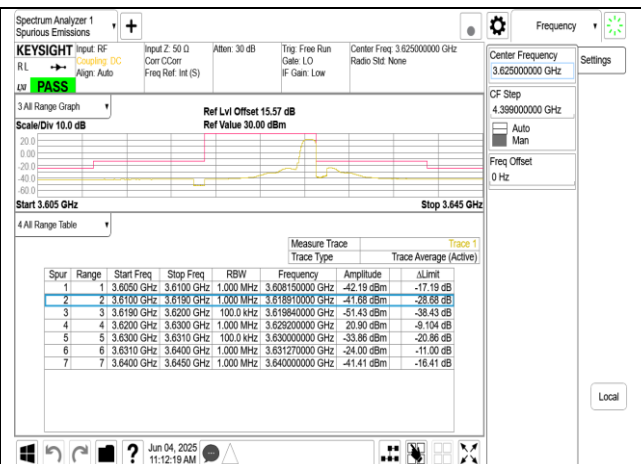 Spectrum Analyzer 1
Spurious Emissions
Frequency
KEYSIGHT Input: RF Input Z: 50 Ω Atten: 30 dB Trig: Free Run Center Freq: 3.625000000 GHz
RL Coupling: DC Corr CCorr Gate: LO Radio Std: None
Align: Auto Freq Ref: Int (S) IF Gain: Low
LXI PASS
Center Frequency
3.625000000 GHz
Settings
CF Step
4.399000000 GHz
Auto
Man
Freq Offset
0 Hz
3 All Range Graph
Ref Lvl Offset 15.57 dB
Scale/Div 10.0 dB Ref Value 30.00 dBm
20.0
0.00
-20.0
-40.0
-60.0
Start 3.605 GHz Stop 3.645 GHz
4 All Range Table
Measure Trace Trace 1
Trace Type Trace Average (Active)
Spur Range Start Freq Stop Freq RBW Frequency Amplitude ΔLimit
1 1 3.6050 GHz 3.6100 GHz 1.000 MHz 3.608150000 GHz -42.19 dBm -17.19 dB
2 2 3.6100 GHz 3.6190 GHz 1.000 MHz 3.618910000 GHz -41.68 dBm -28.68 dB
3 3 3.6190 GHz 3.6200 GHz 100.0 kHz 3.619840000 GHz -51.43 dBm -38.43 dB
4 4 3.6200 GHz 3.6300 GHz 1.000 MHz 3.629200000 GHz 20.90 dBm -9.104 dB
5 5 3.6300 GHz 3.6310 GHz 100.0 kHz 3.630000000 GHz -33.86 dBm -20.86 dB
6 6 3.6310 GHz 3.6400 GHz 1.000 MHz 3.631270000 GHz -24.00 dBm -11.00 dB
7 7 3.6400 GHz 3.6450 GHz 1.000 MHz 3.640000000 GHz -41.41 dBm -16.41 dB
Local
Jun 04, 2025
11:12:19 AM